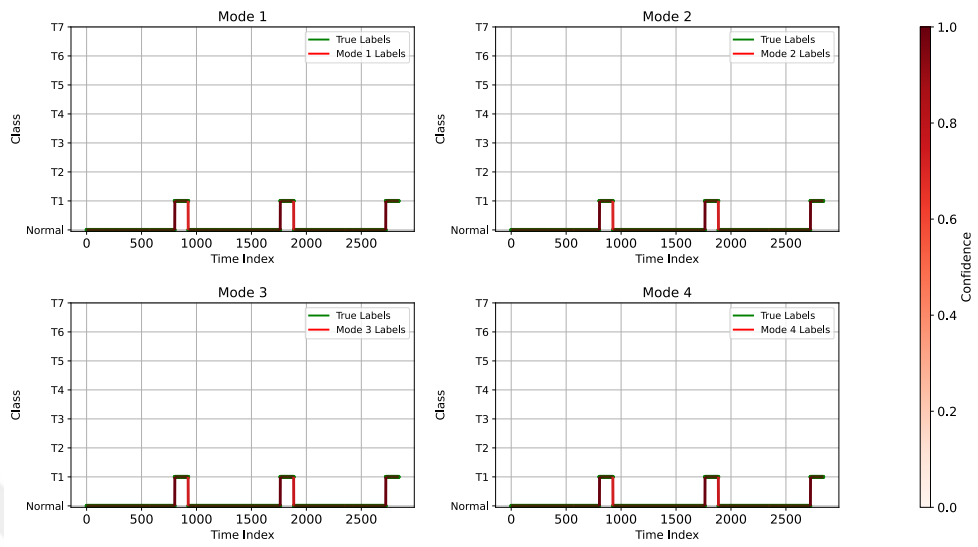 Mode 1
T7
T6
T5
T4
T3
T2
T1
Normal
Class
True Labels
Mode 1 Labels
0 500 1000 1500 2000 2500
Time Index
Mode 2
T7
T6
T5
T4
T3
T2
T1
Normal
Class
True Labels
Mode 2 Labels
0 500 1000 1500 2000 2500
Time Index
Mode 3
T7
T6
T5
T4
T3
T2
T1
Normal
Class
True Labels
Mode 3 Labels
0 500 1000 1500 2000 2500
Time Index
Mode 4
T7
T6
T5
T4
T3
T2
T1
Normal
Class
True Labels
Mode 4 Labels
0 500 1000 1500 2000 2500
Time Index
1.0
0.8
0.6
0.4
0.2
0.0
Confidence